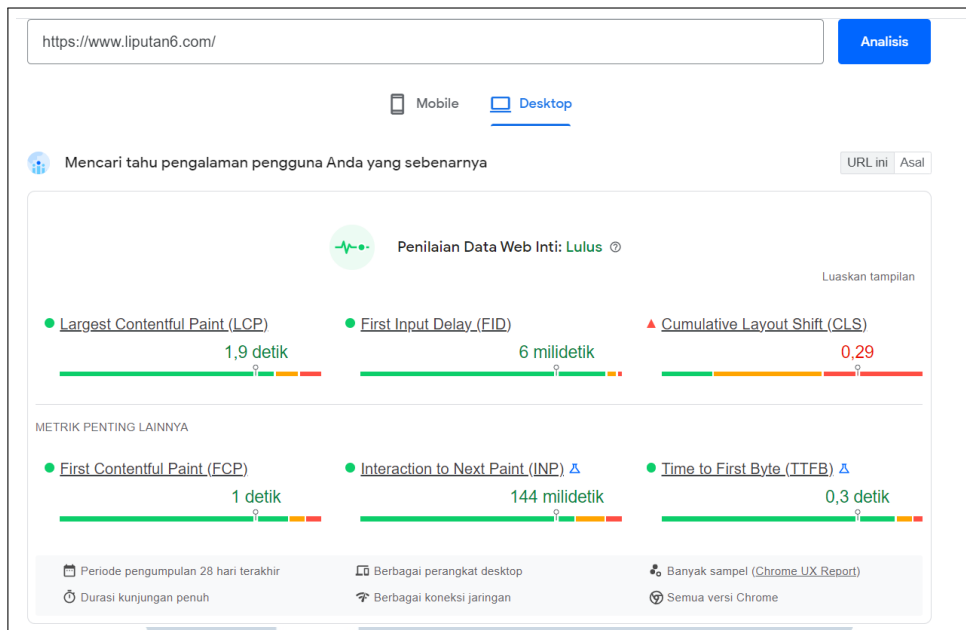 https://www.liputan6.com/
Analisis
Mobile
Desktop
Mencari tahu pengalaman pengguna Anda yang sebenarnya
URL ini
Asal
Penilaian Data Web Inti: Lulus
Luaskan tampilan
Largest Contentful Paint (LCP)
1,9 detik
First Input Delay (FID)
6 milidetik
Cumulative Layout Shift (CLS)
0,29
METRIK PENTING LAINNYA
First Contentful Paint (FCP)
1 detik
Interaction to Next Paint (INP)
144 milidetik
Time to First Byte (TTFB)
0,3 detik
Periode pengumpulan 28 hari terakhir
Berbagai perangkat desktop
Banyak sampel (Chrome UX Report)
Durasi kunjungan penuh
Berbagai koneksi jaringan
Semua versi Chrome